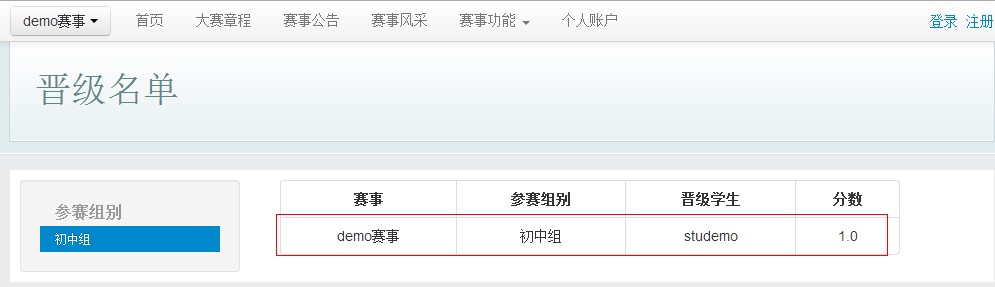 demo赛事 首页 大赛章程 赛事公告 赛事风采 赛事功能 个人账户 登录 注册
晋级名单
参赛组别
初中组
赛事 参赛组别 晋级学生 分数
demo赛事 初中组 studemo 1.0